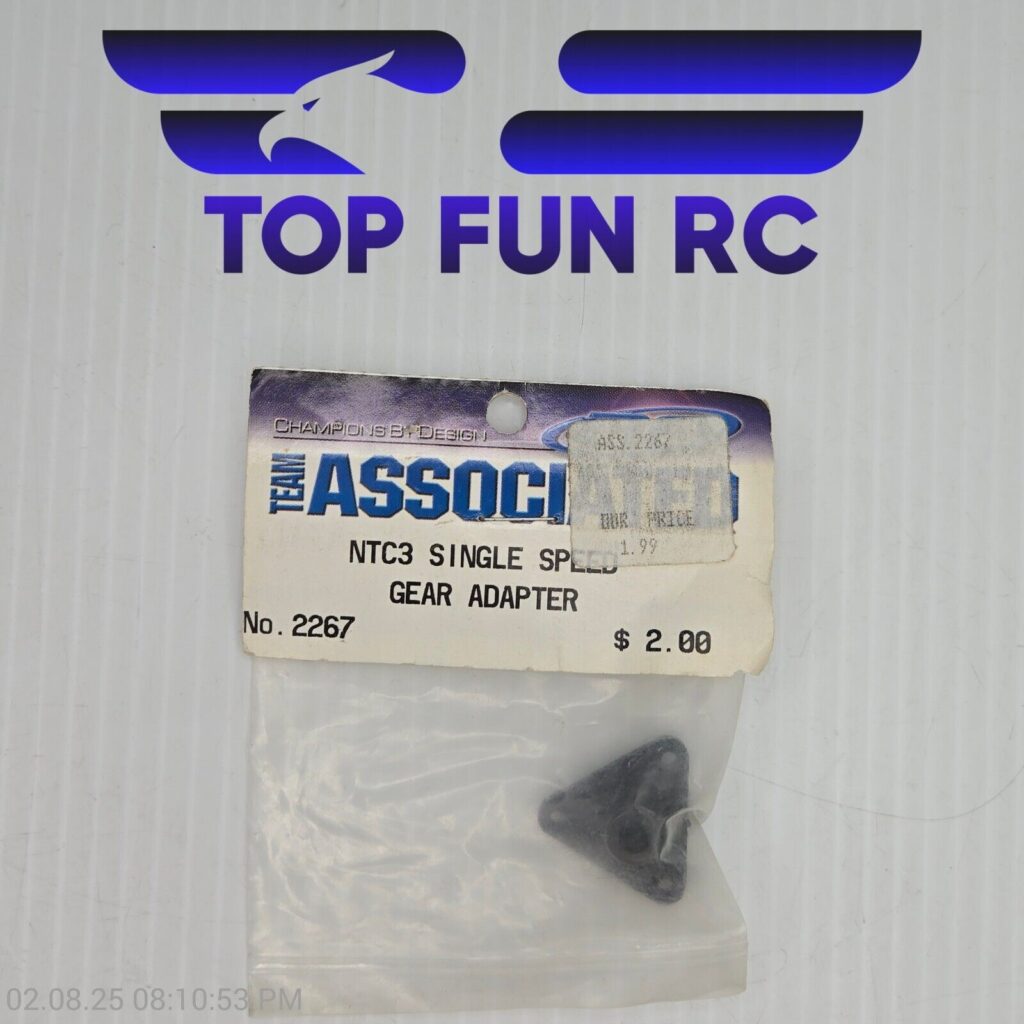 TOP FUN RC
CHAMPIONS BY DESIGN
TEAM
ASSOCIATED
ASS.2267
OUR PRICE
1.99
NTC3 SINGLE SPEED
GEAR ADAPTER
No. 2267
$ 2.00
02.08.25 08:10:53 PM